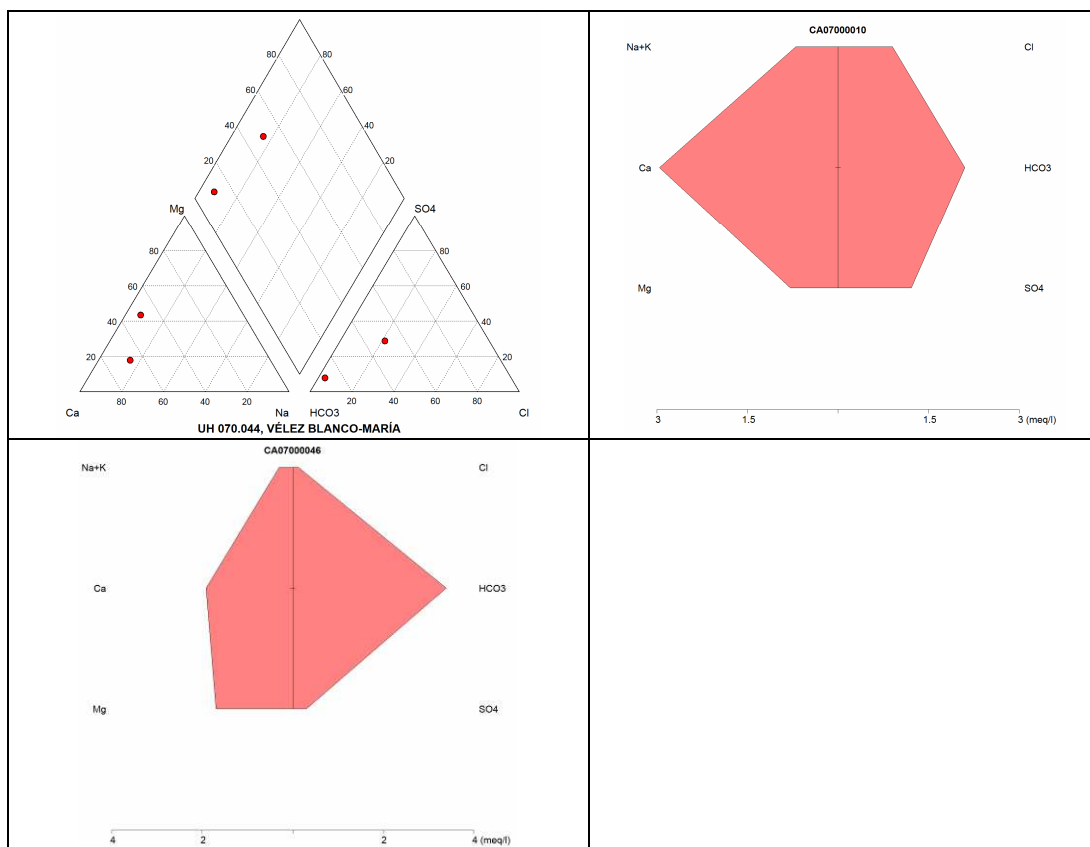 80 80
60 60
40 40
20 20
Mg SO4
80 80
60 60
40 40
20 20
80 60 40 20 20 40 60 80
Ca Na HCO3 Cl
UH 070.044, VÉLEZ BLANCO-MARÍA
CA07000010
Na+K Cl
Ca HCO3
Mg SO4
3 1.5 1.5 3 (meq/l)
CA07000046
Na+K Cl
Ca HCO3
Mg SO4
4 2 2 4 (meq/l)